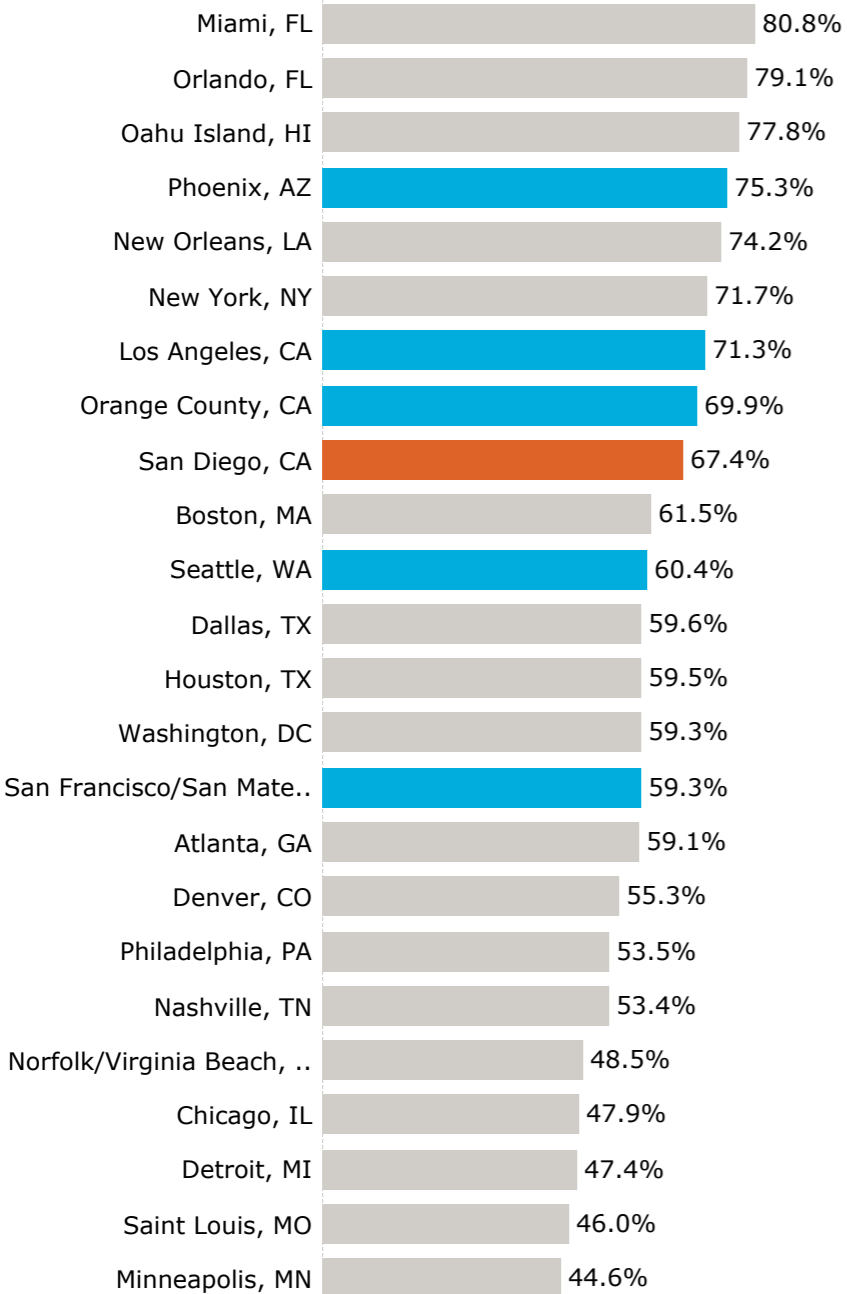 Miami, FL 80.8%
Orlando, FL 79.1%
Oahu Island, HI 77.8%
Phoenix, AZ 75.3%
New Orleans, LA 74.2%
New York, NY 71.7%
Los Angeles, CA 71.3%
Orange County, CA 69.9%
San Diego, CA 67.4%
Boston, MA 61.5%
Seattle, WA 60.4%
Dallas, TX 59.6%
Houston, TX 59.5%
Washington, DC 59.3%
San Francisco/San Mate.. 59.3%
Atlanta, GA 59.1%
Denver, CO 55.3%
Philadelphia, PA 53.5%
Nashville, TN 53.4%
Norfolk/Virginia Beach, .. 48.5%
Chicago, IL 47.9%
Detroit, MI 47.4%
Saint Louis, MO 46.0%
Minneapolis, MN 44.6%